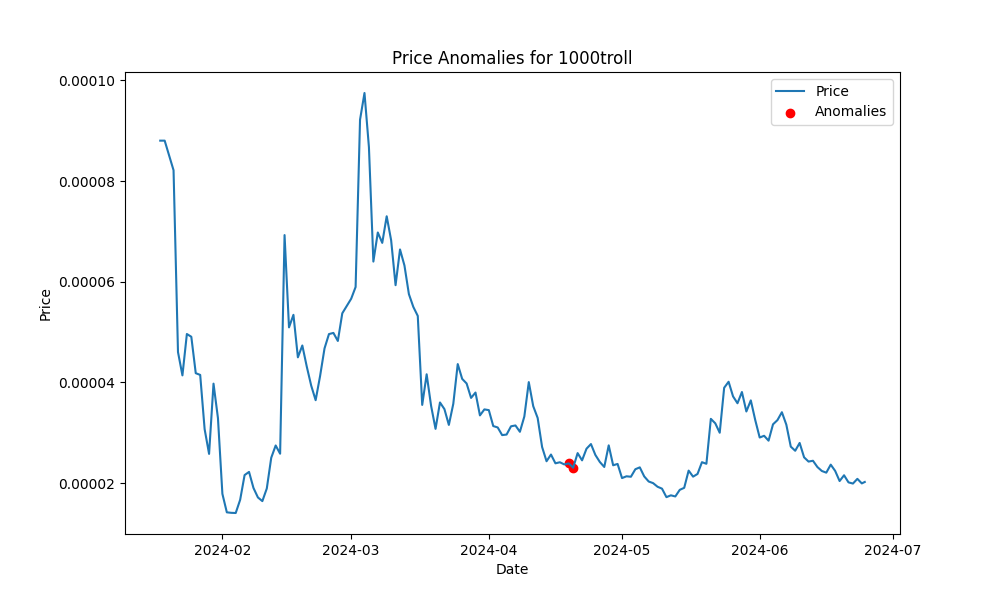 Price Anomalies for 1000troll
Price
Anomalies
0.00010
0.00008
0.00006
0.00004
0.00002
Price
2024-02
2024-03
2024-04
2024-05
2024-06
2024-07
Date